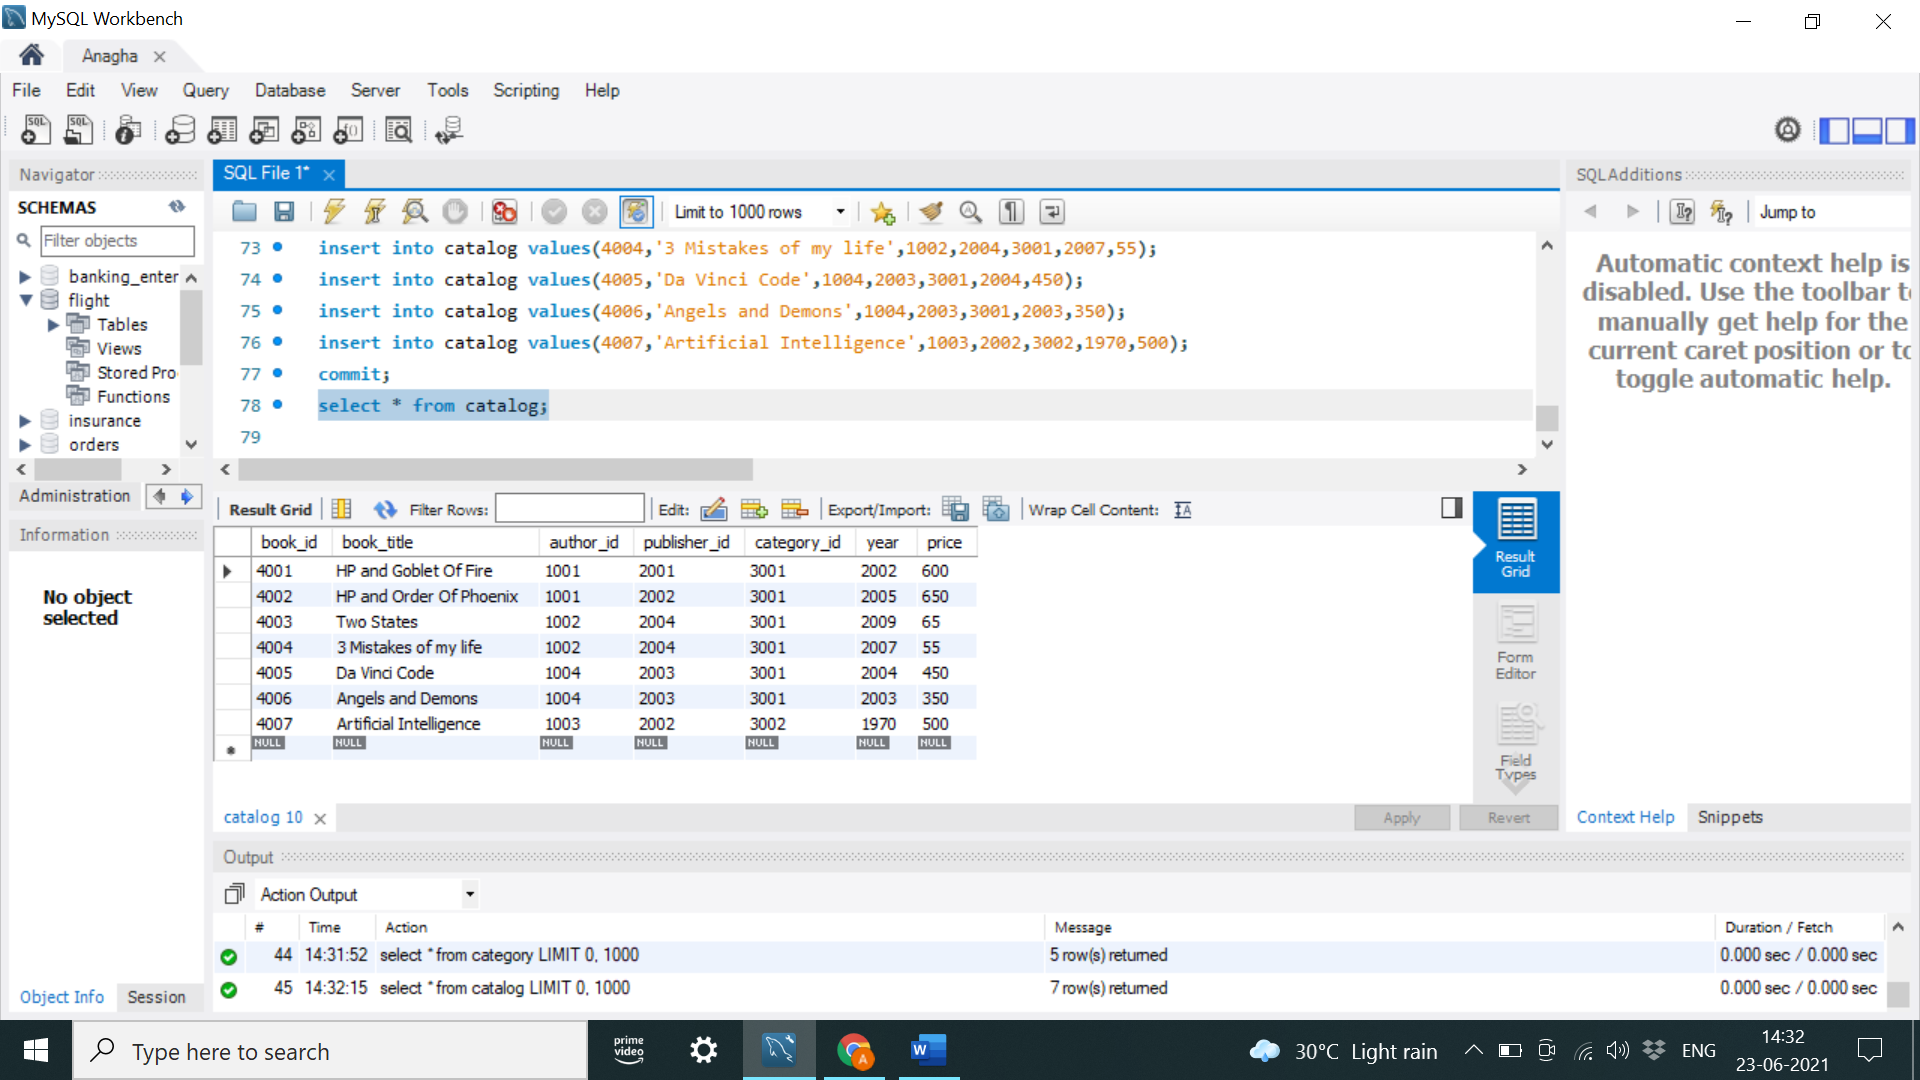 MySQL Workbench
Anagha
File Edit View Query Database Server Tools Scripting Help
Navigator
SCHEMAS
Filter objects
banking_enter
flight
Tables
Views
Stored Pro
Functions
insurance
orders
Administration
Information
No object
selected
Object Info Session
SQL File 1*
Limit to 1000 rows
73 insert into catalog values(4004,'3 Mistakes of my life',1002,2004,3001,2007,55);
74 insert into catalog values(4005,'Da Vinci Code',1004,2003,3001,2004,450);
75 insert into catalog values(4006,'Angels and Demons',1004,2003,3001,2003,350);
76 insert into catalog values(4007,'Artificial Intelligence',1003,2002,3002,1970,500);
77 commit;
78 select * from catalog;
79
Result Grid Filter Rows: Edit: Export/Import: Wrap Cell Content:
book_id book_title author_id publisher_id category_id year price
4001 HP and Goblet Of Fire 1001 2001 3001 2002 600
4002 HP and Order Of Phoenix 1001 2002 3001 2005 650
4003 Two States 1002 2004 3001 2009 65
4004 3 Mistakes of my life 1002 2004 3001 2007 55
4005 Da Vinci Code 1004 2003 3001 2004 450
4006 Angels and Demons 1004 2003 3001 2003 350
4007 Artificial Intelligence 1003 2002 3002 1970 500
NULL NULL NULL NULL NULL NULL NULL
Result
Grid
Form
Editor
Field
Types
catalog 10
Apply Revert
SQLAdditions
Jump to
Automatic context help is
disabled. Use the toolbar to
manually get help for the
current caret position or to
toggle automatic help.
Context Help Snippets
Output
Action Output
# Time Action Message Duration / Fetch
44 14:31:52 select * from category LIMIT 0, 1000 5 row(s) returned 0.000 sec / 0.000 sec
45 14:32:15 select * from catalog LIMIT 0, 1000 7 row(s) returned 0.000 sec / 0.000 sec
Type here to search
prime
video
30°C Light rain
ENG
14:32
23-06-2021